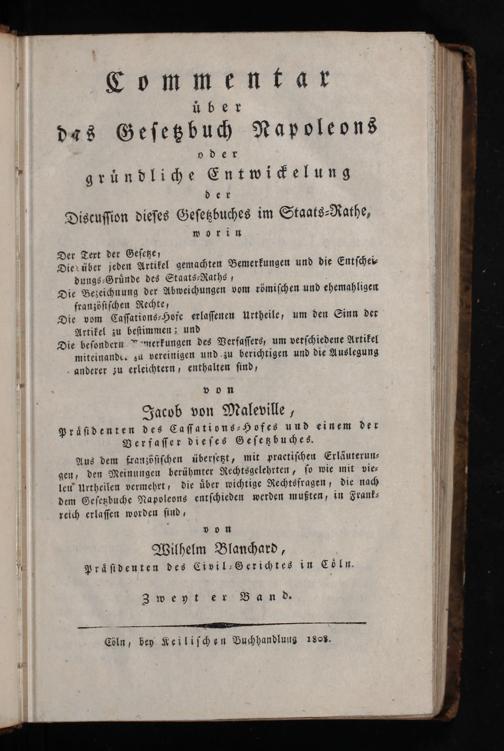 Commentar
über
das Gesetzbuch Napoleons
oder
gründliche Entwickelung
der
Discussion dieses Gesetzbuches im Staats-Rathe,
worin
Der Text der Gesetze,
Die über jeden Artikel gemachten Bemerkungen und die Entschei-
dungs-Gründe des Staats-Raths,
Die Bezeichnung der Abweichungen vom römischen und ehemahligen
französischen Rechte,
Die vom Cassations-Hofe erlassenen Urtheile, um den Sinn der
Artikel zu bestimmen; und
Die besondern Bemerkungen des Verfassers, um verschiedene Artikel
miteinander zu vereinigen und zu berichtigen und die Auslegung
anderer zu erleichtern, enthalten sind,
von
Jacob von Maleville,
Präsidenten des Cassations-Hofes und einem der
Verfasser dieses Gesetzbuches.
Aus dem französischen übersetzt, mit practischen Erläuterun-
gen, den Meinungen berühmter Rechtsgelehrten, so wie mit vie-
len Urtheilen vermehrt, die über wichtige Rechtsfragen, die nach
dem Gesetzbuche Napoleons entschieden werden mußten, in Frank-
reich erlassen worden sind,
von
Wilhelm Blanchard,
Präsidenten des Civil-Gerichtes in Cöln.
Zweyter Band.
Cöln, bey Keilischen Buchhandlung 1808.